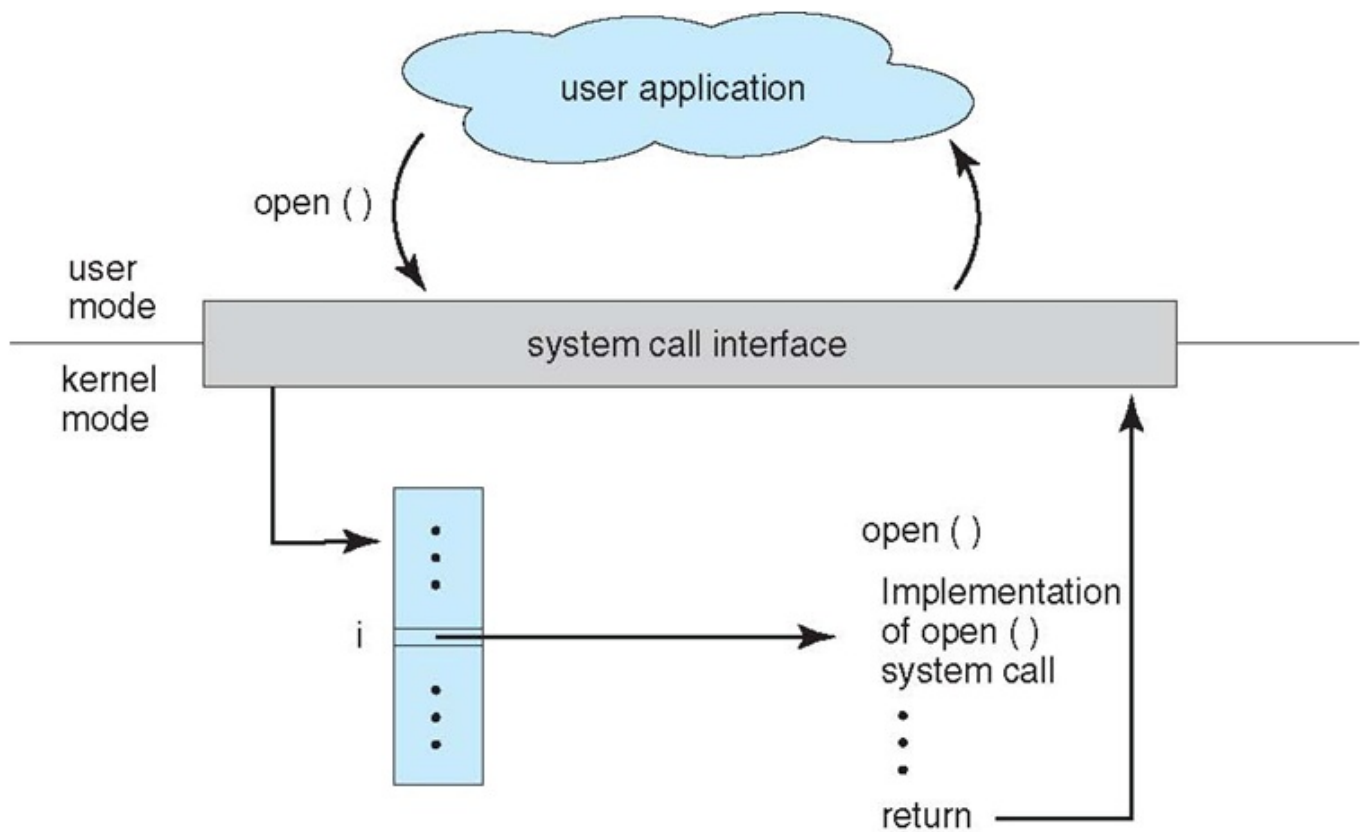 user application
open ( )
user
mode
system call interface
kernel
mode
open ( )
Implementation
of open ( )
system call
i
return